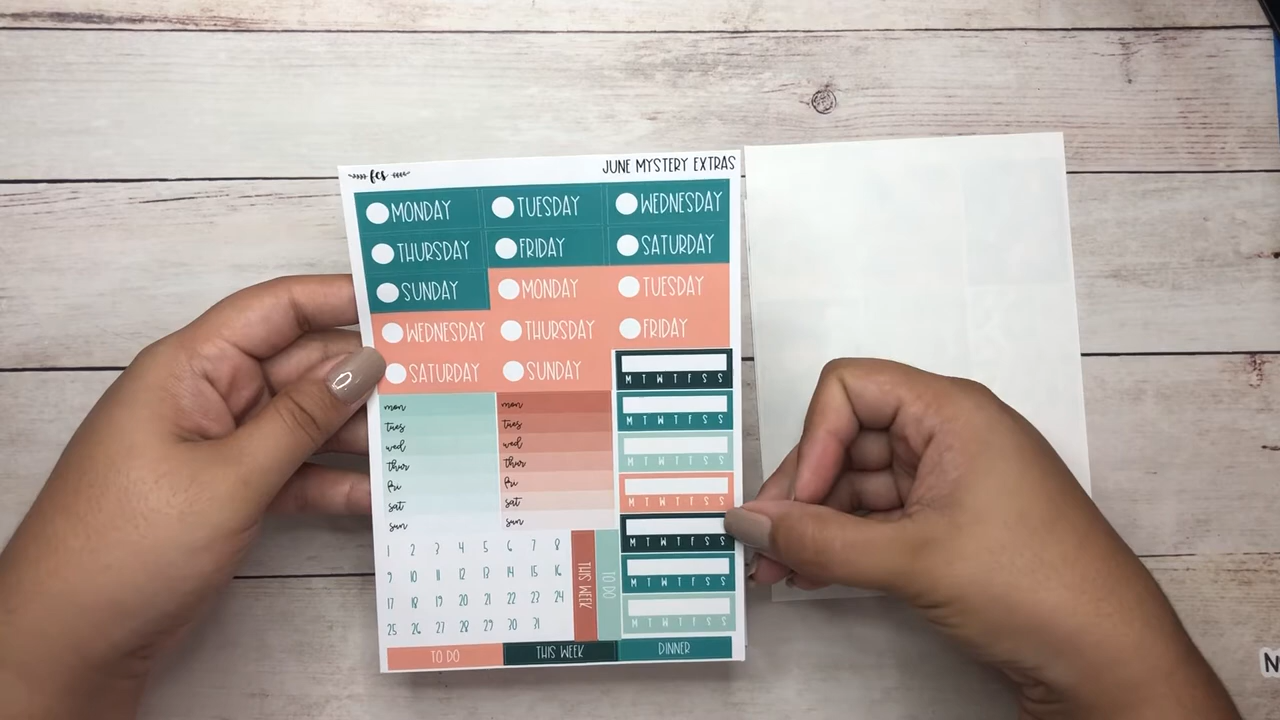 fcs JUNE MYSTERY EXTRAS
MONDAY TUESDAY WEDNESDAY
THURSDAY FRIDAY SATURDAY
SUNDAY MONDAY TUESDAY
WEDNESDAY THURSDAY FRIDAY
SATURDAY SUNDAY
M T W T F S S
mon mon
tues tues
M T W T F S S
wed wed
thur thur
M T W T F S S
fri fri
sat sat
M T W T F S S
sun sun
M T W T F S S
1 2 3 4 5 6 7 8
9 10 11 12 13 14 15 16
M T W T F S S
17 18 19 20 21 22 23 24
25 26 27 28 29 30 31
M T W T F S S
THIS WEEK
TO DO
TO DO THIS WEEK DINNER
N